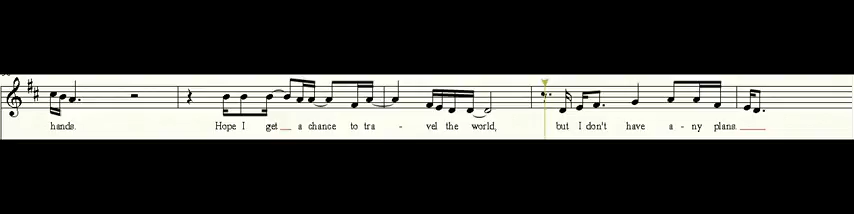 hands. Hope I get a chance to tra - vel the world, but I don't have a - ny plans.